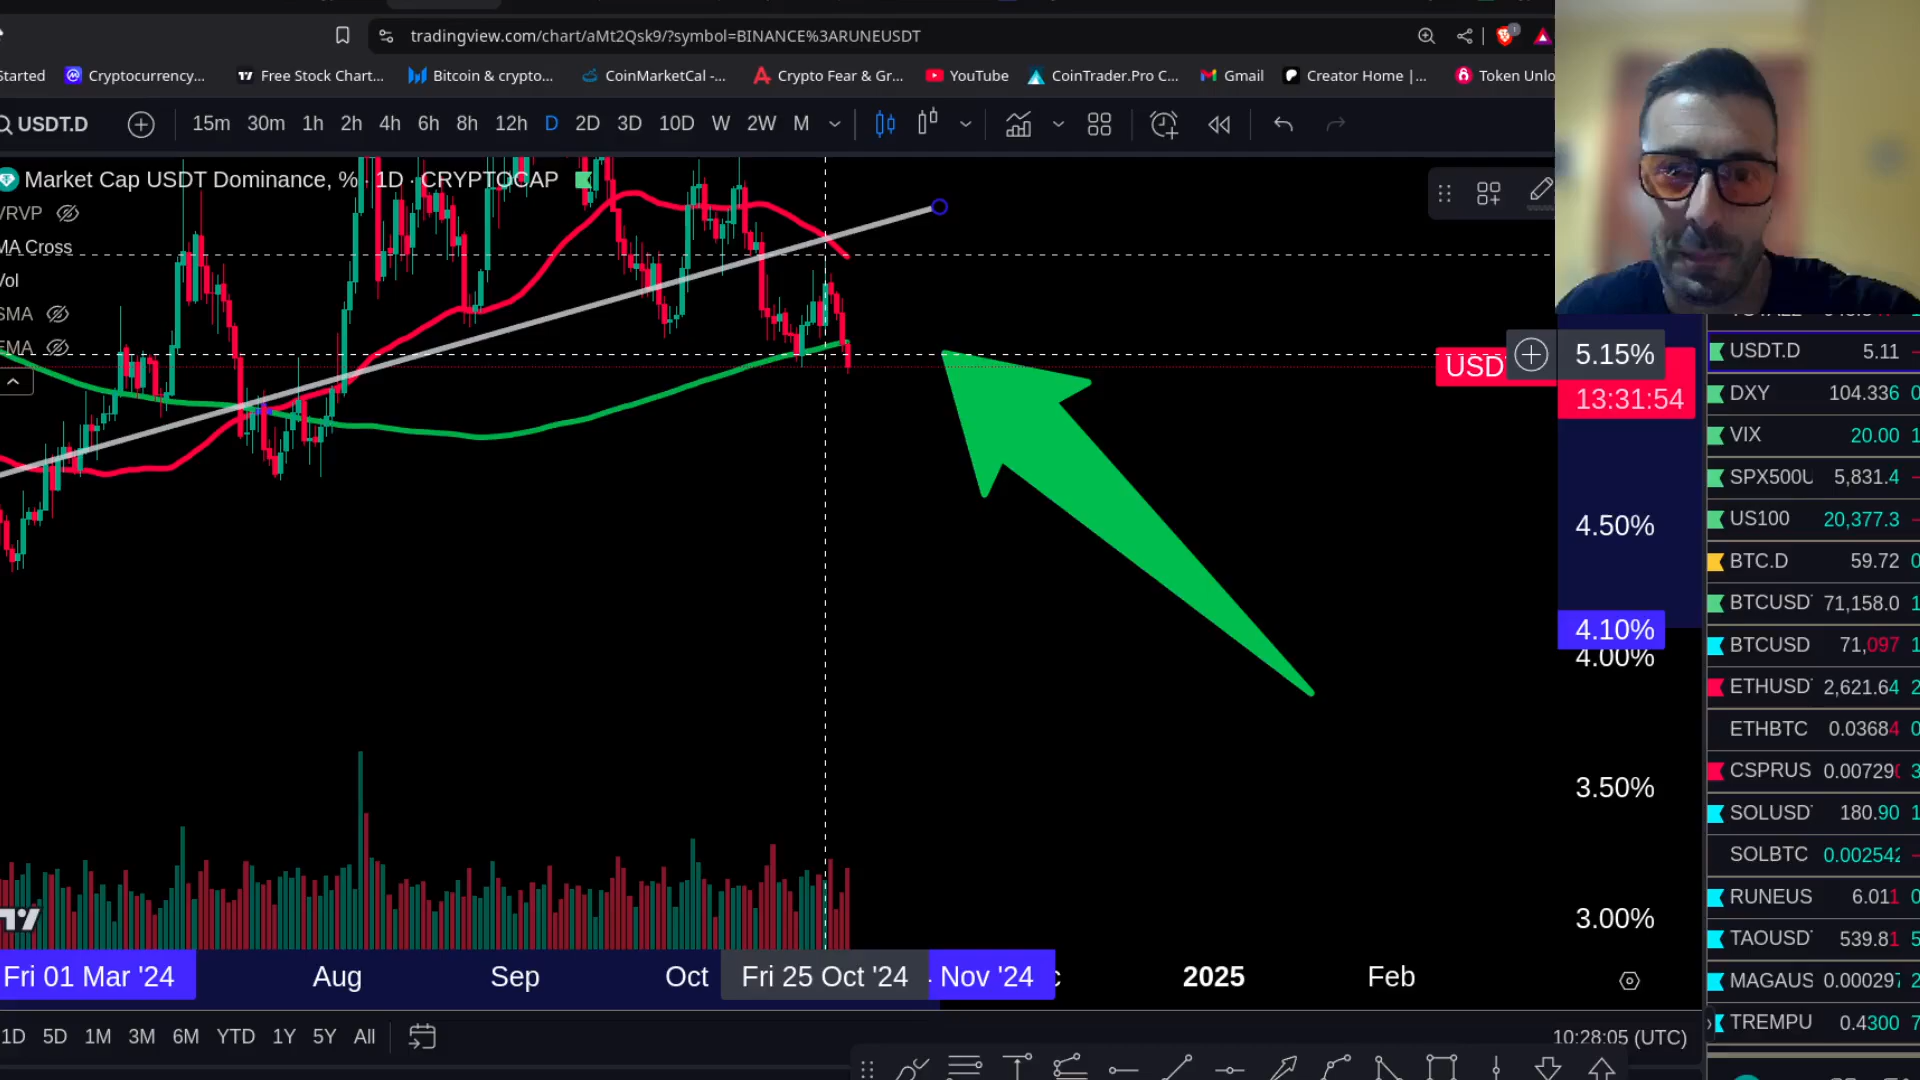 tradingview.com/chart/aMt2Qsk9/?symbol=BINANCE%3ARUNEUSDT
Started Cryptocurrency... Free Stock Chart... Bitcoin & crypto... CoinMarketCal -... Crypto Fear & Gr... YouTube CoinTrader.Pro C... Gmail Creator Home |... Token Unlo
USDT.D 15m 30m 1h 2h 4h 6h 8h 12h D 2D 3D 10D W 2W M
Market Cap USDT Dominance, % · 1D · CRYPTOCAP
VRVP
MA Cross
Vol
SMA
EMA
USD
5.15%
13:31:54
4.50%
4.10%
4.00%
3.50%
3.00%
USDT.D 5.11
DXY 104.336
VIX 20.00
SPX500U 5,831.4
US100 20,377.3
BTC.D 59.72
BTCUSDT 71,158.0
BTCUSD 71,097
ETHUSDT 2,621.64
ETHBTC 0.03684
CSPRUS 0.007290
SOLUSDT 180.90
SOLBTC 0.002542
RUNEUS 6.011
TAOUSDT 539.81
MAGAUS 0.000297
TREMPU 0.4300
Fri 01 Mar '24 Aug Sep Oct Fri 25 Oct '24 Nov '24 2025 Feb
1D 5D 1M 3M 6M YTD 1Y 5Y All
10:28:05 (UTC)